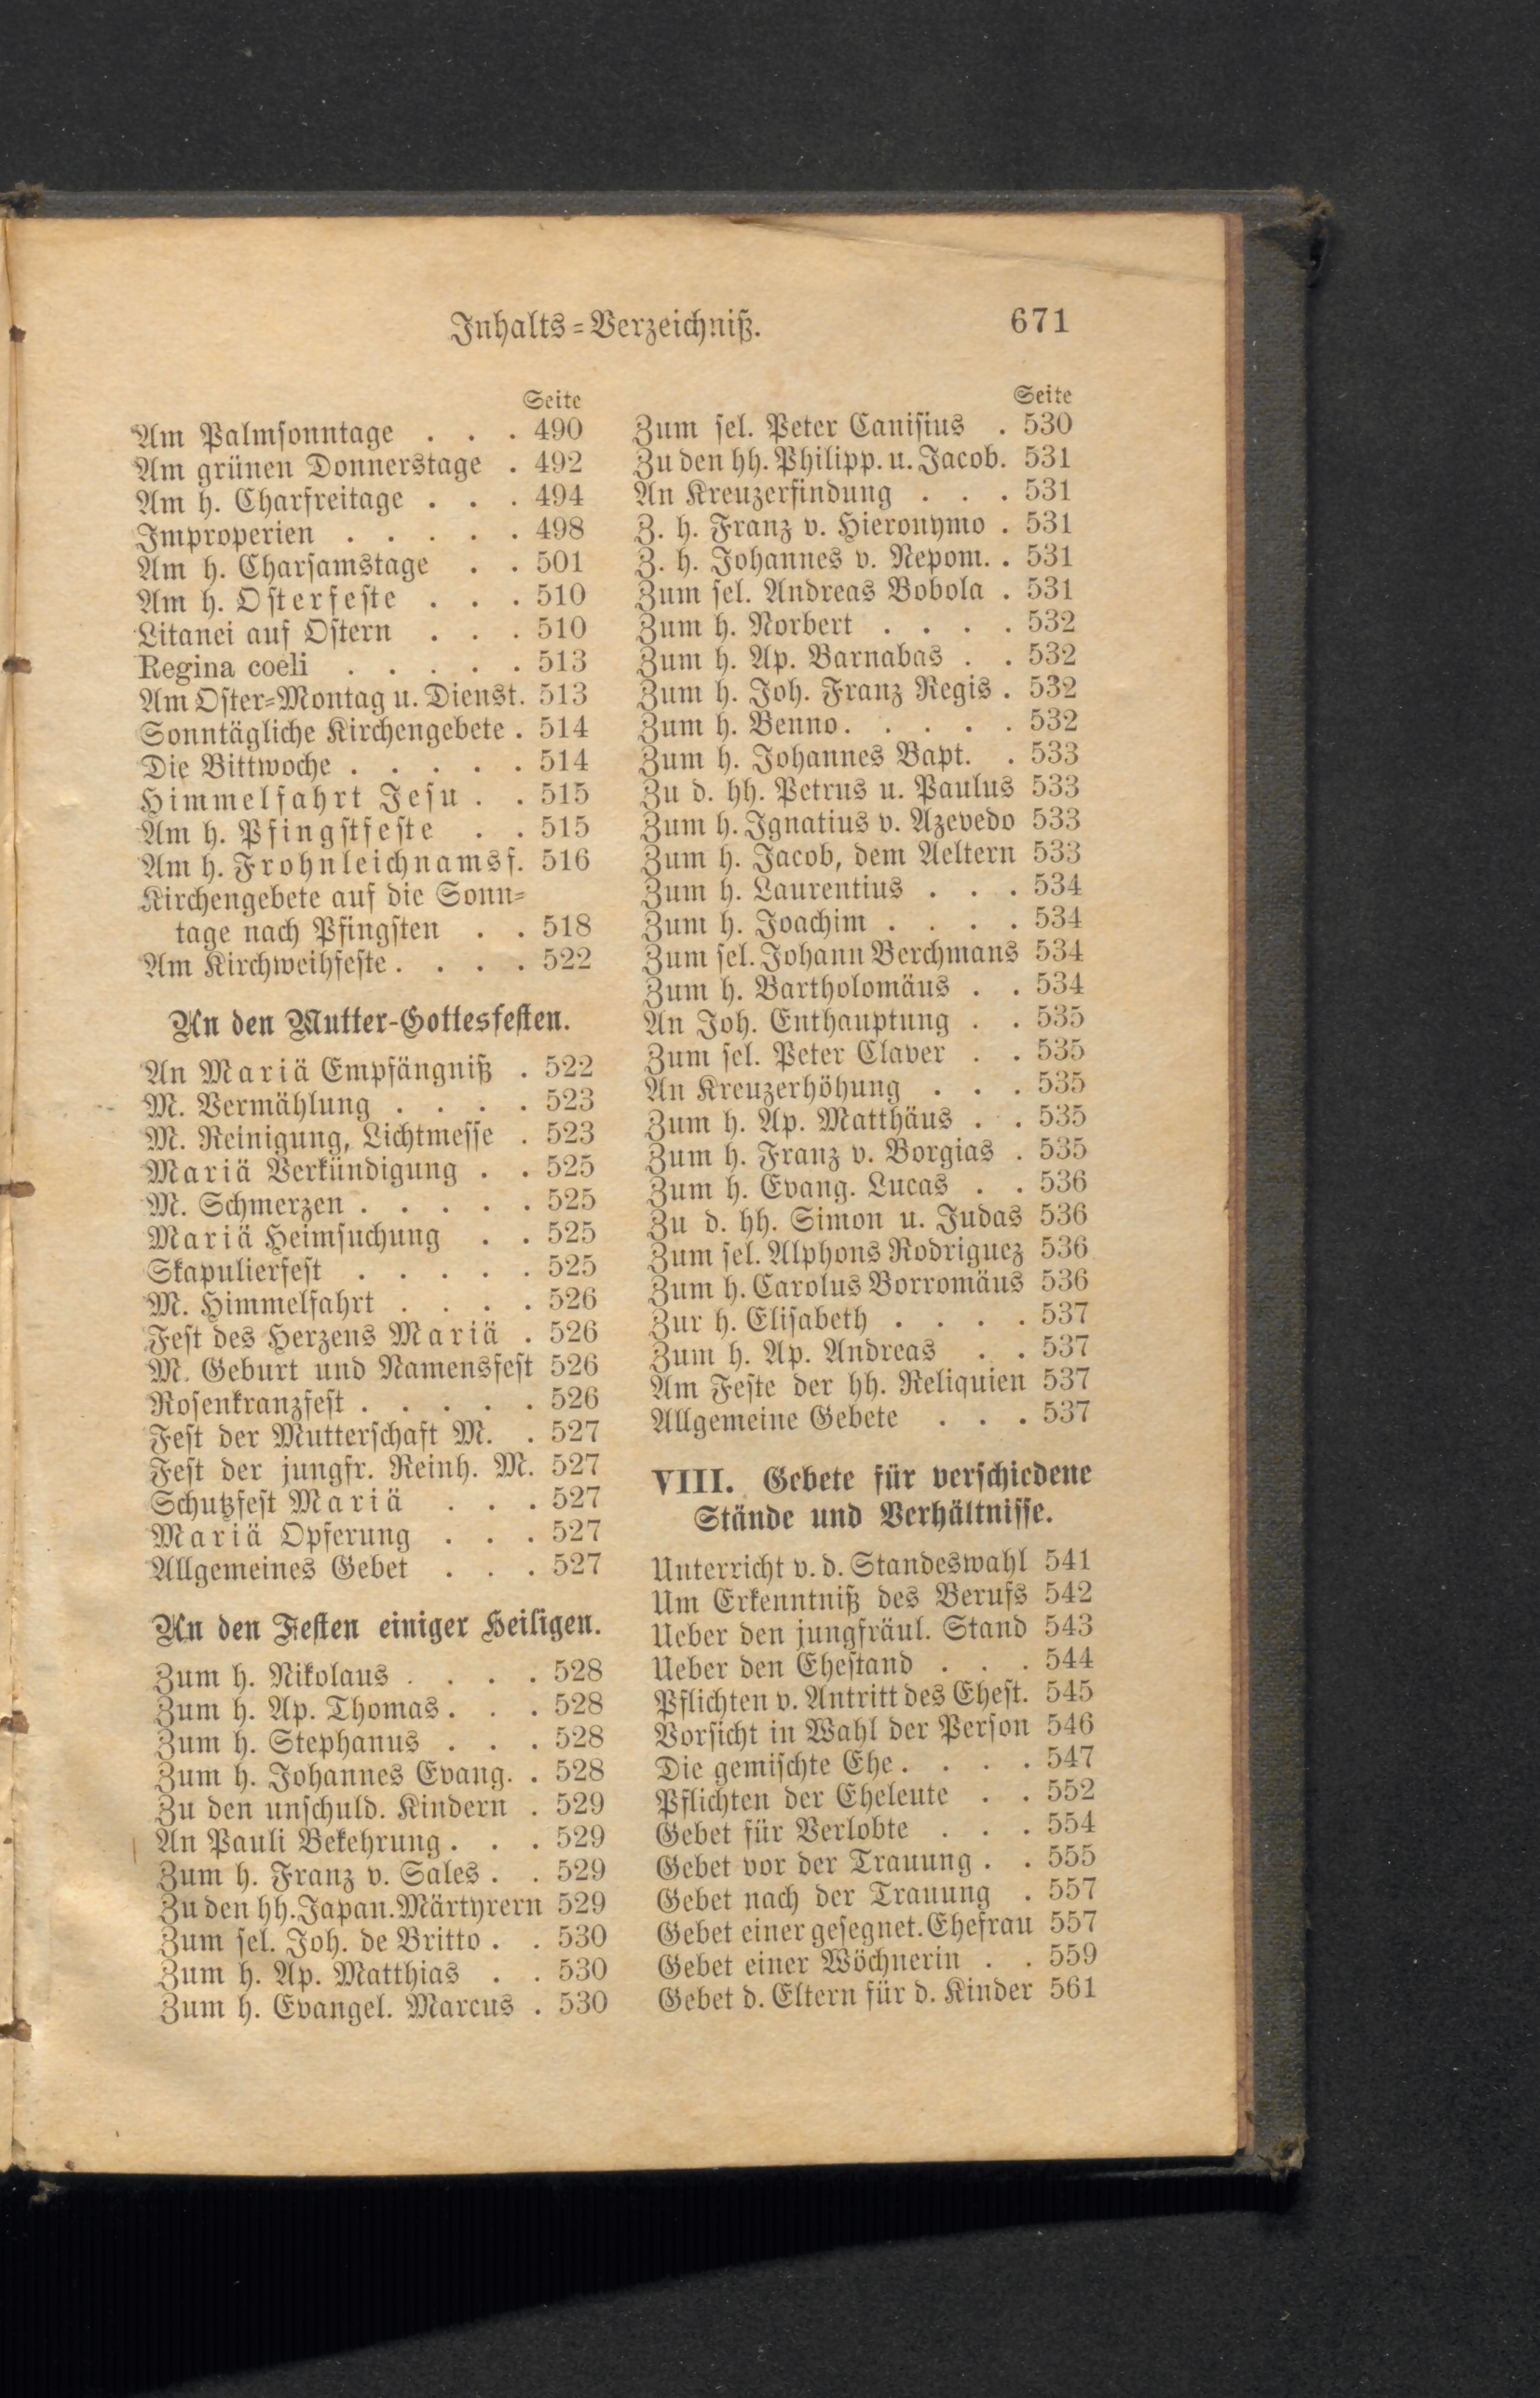 Inhalts=Verzeichniß. 671
Seite
Am Palmsonntage . . . 490
Am grünen Donnerstage . 492
Am h. Charfreitage . . . 494
Improperien . . . . . 498
Am h. Charsamstage . . 501
Am h. Osterfeste . . . 510
Litanei auf Ostern . . . 510
Regina coeli . . . . . 513
Am Oster=Montag u. Dienst. 513
Sonntägliche Kirchengebete . 514
Die Bittwoche . . . . . 514
Himmelfahrt Jesu . . 515
Am h. Pfingstfeste . . 515
Am h. Frohnleichnamsf. 516
Kirchengebete auf die Sonn=
tage nach Pfingsten . . 518
Am Kirchweihfeste . . . . 522
An den Mutter-Gottesfesten.
An Mariä Empfängniß . 522
M. Vermählung . . . . 523
M. Reinigung, Lichtmesse . 523
Mariä Verkündigung . . 525
M. Schmerzen . . . . . 525
Mariä Heimsuchung . . 525
Skapulierfest . . . . . 525
M. Himmelfahrt . . . . 526
Fest des Herzens Mariä . 526
M. Geburt und Namensfest 526
Rosenkranzfest . . . . . 526
Fest der Mutterschaft M. . 527
Fest der jungfr. Reinh. M. 527
Schutzfest Mariä . . . 527
Mariä Opferung . . . 527
Allgemeines Gebet . . . 527
An den Festen einiger Heiligen.
Zum h. Nikolaus . . . . 528
Zum h. Ap. Thomas . . . 528
Zum h. Stephanus . . . 528
Zum h. Johannes Evang. . 528
Zu den unschuld. Kindern . 529
An Pauli Bekehrung . . . 529
Zum h. Franz v. Sales . . 529
Zu den hh. Japan. Märtyrern 529
Zum sel. Joh. de Britto . . 530
Zum h. Ap. Matthias . . 530
Zum h. Evangel. Marcus . 530
Seite
Zum sel. Peter Canisius . 530
Zu den hh. Philipp. u. Jacob. 531
An Kreuzerfindung . . . 531
Z. h. Franz v. Hieronymo . 531
Z. h. Johannes v. Nepom. . 531
Zum sel. Andreas Bobola . 531
Zum h. Norbert . . . . 532
Zum h. Ap. Barnabas . . 532
Zum h. Joh. Franz Regis . 532
Zum h. Benno . . . . . 532
Zum h. Johannes Bapt. . 533
Zu d. hh. Petrus u. Paulus 533
Zum h. Ignatius v. Azevedo 533
Zum h. Jacob, dem Aeltern 533
Zum h. Laurentius . . . 534
Zum h. Joachim . . . . 534
Zum sel. Johann Berchmans 534
Zum h. Bartholomäus . . 534
An Joh. Enthauptung . . 535
Zum sel. Peter Claver . . 535
An Kreuzerhöhung . . . 535
Zum h. Ap. Matthäus . . 535
Zum h. Franz v. Borgias . 535
Zum h. Evang. Lucas . . 536
Zu d. hh. Simon u. Judas 536
Zum sel. Alphons Rodriguez 536
Zum h. Carolus Borromäus 536
Zur h. Elisabeth . . . . 537
Zum h. Ap. Andreas . . 537
Am Feste der hh. Reliquien 537
Allgemeine Gebete . . . 537
VIII. Gebete für verschiedene
Stände und Verhältnisse.
Unterricht v. d. Standeswahl 541
Um Erkenntniß des Berufs 542
Ueber den jungfräul. Stand 543
Ueber den Ehestand . . . 544
Pflichten v. Antritt des Ehest. 545
Vorsicht in Wahl der Person 546
Die gemischte Ehe . . . . 547
Pflichten der Eheleute . . 552
Gebet für Verlobte . . . 554
Gebet vor der Trauung . . 555
Gebet nach der Trauung . 557
Gebet einer gesegnet. Ehefrau 557
Gebet einer Wöchnerin . . 559
Gebet d. Eltern für d. Kinder 561